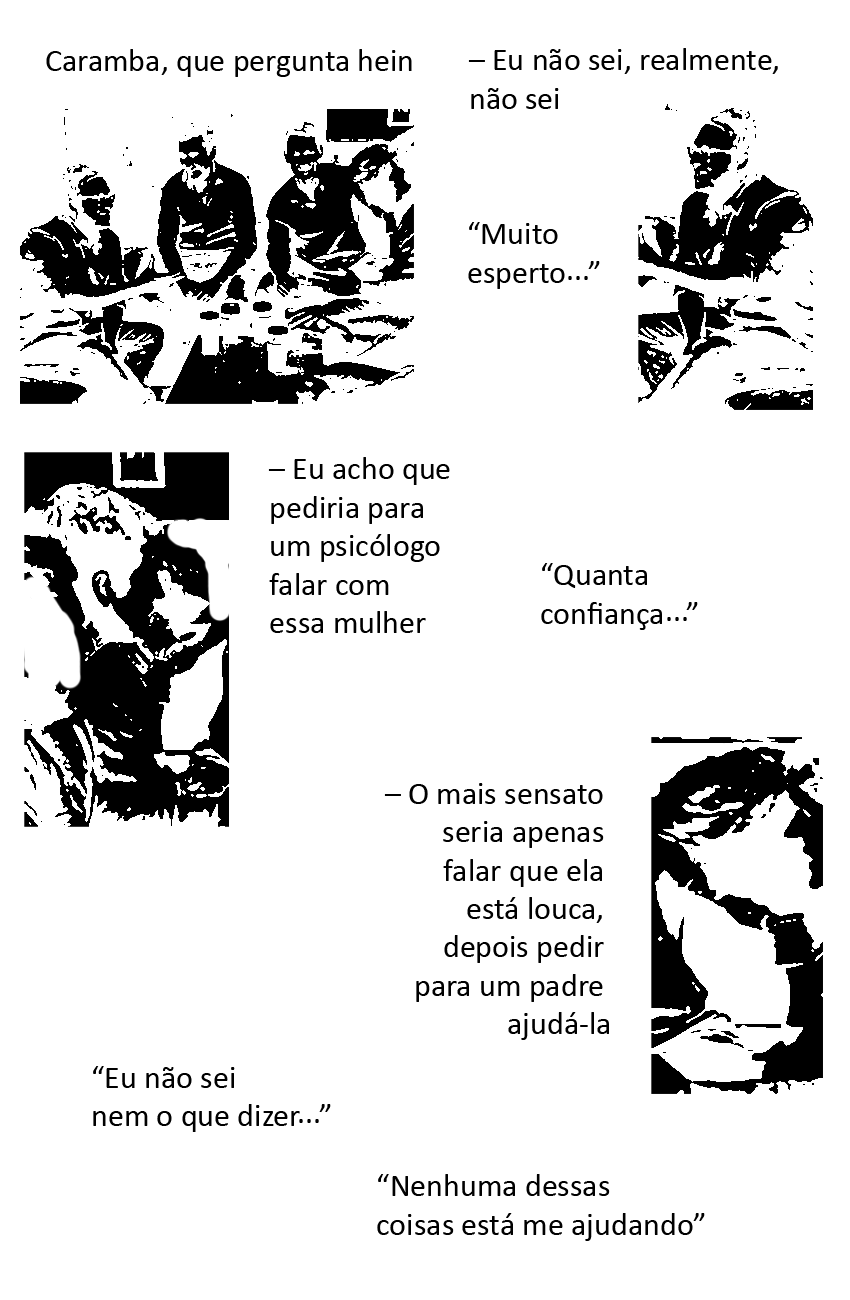 Caramba, que pergunta hein
– Eu não sei, realmente,
não sei
“Muito
esperto...”
– Eu acho que
pediria para
um psicólogo
falar com
essa mulher
“Quanta
confiança...”
– O mais sensato
seria apenas
falar que ela
está louca,
depois pedir
para um padre
ajudá-la
“Eu não sei
nem o que dizer...”
“Nenhuma dessas
coisas está me ajudando”